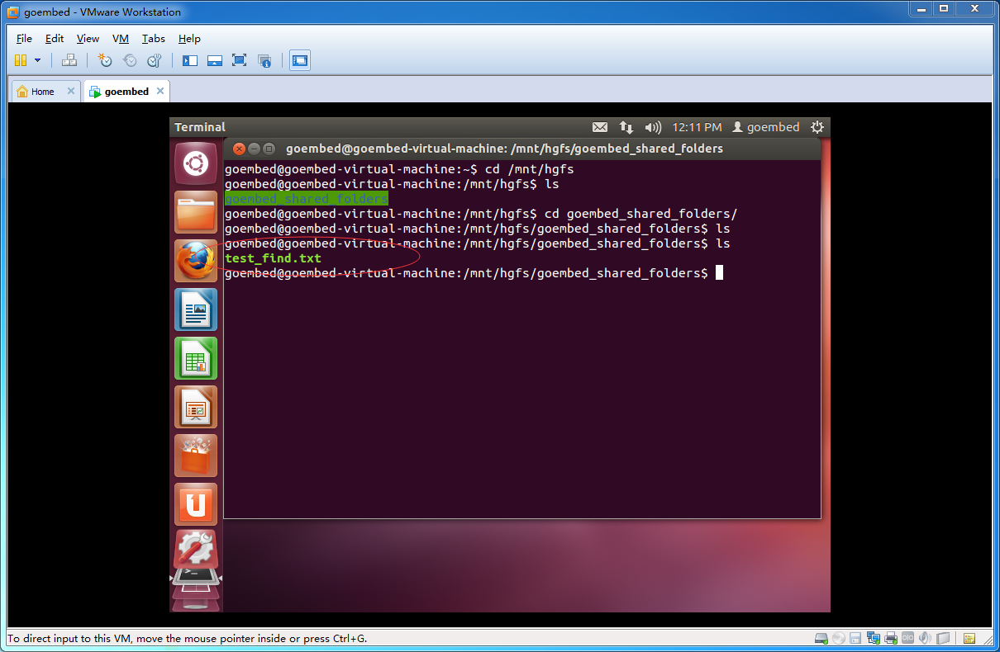 goembed - VMware Workstation
File Edit View VM Tabs Help
Home goembed
Terminal 12:11 PM goembed
goembed@goembed-virtual-machine: /mnt/hgfs/goembed_shared_folders
goembed@goembed-virtual-machine:~$ cd /mnt/hgfs
goembed@goembed-virtual-machine:/mnt/hgfs$ ls
goembed_shared_folders
goembed@goembed-virtual-machine:/mnt/hgfs$ cd goembed_shared_folders/
goembed@goembed-virtual-machine:/mnt/hgfs/goembed_shared_folders$ ls
goembed@goembed-virtual-machine:/mnt/hgfs/goembed_shared_folders$ ls
test_find.txt
goembed@goembed-virtual-machine:/mnt/hgfs/goembed_shared_folders$
To direct input to this VM, move the mouse pointer inside or press Ctrl+G.